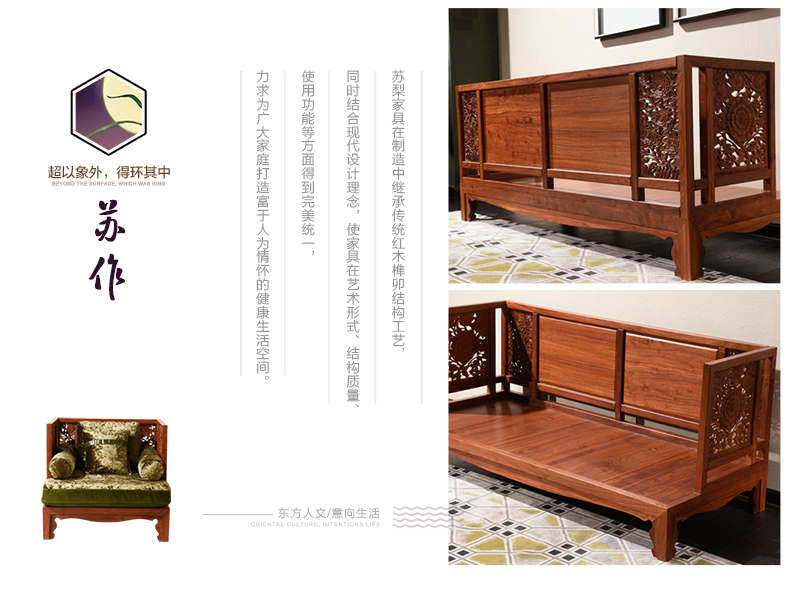 超以象外，得环其中
BEYOND THE SURFACE, WHICH WAS RING
苏作
苏梨家具在制造中继承传统红木榫卯结构工艺，
同时结合现代设计理念，使家具在艺术形式、结构质量、
使用功能等方面得到完美统一，
力求为广大家庭打造富于人为情怀的健康生活空间。
东方人文/意向生活
ORIENTAL CULTURE, INTENTIONS LIFE